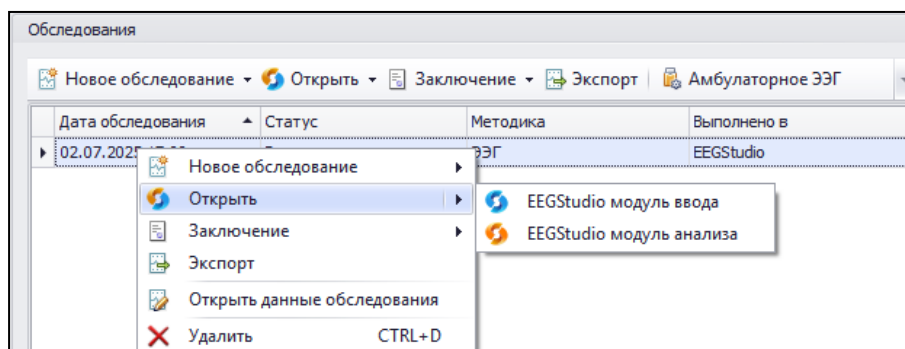 Обследования
Новое обследование Открыть Заключение Экспорт Амбулаторное ЭЭГ
Дата обследования Статус Методика Выполнено в
02.07.2025 ЭЭГ EEGStudio
Новое обследование
Открыть EEGStudio модуль ввода
Заключение EEGStudio модуль анализа
Экспорт
Открыть данные обследования
Удалить CTRL+D